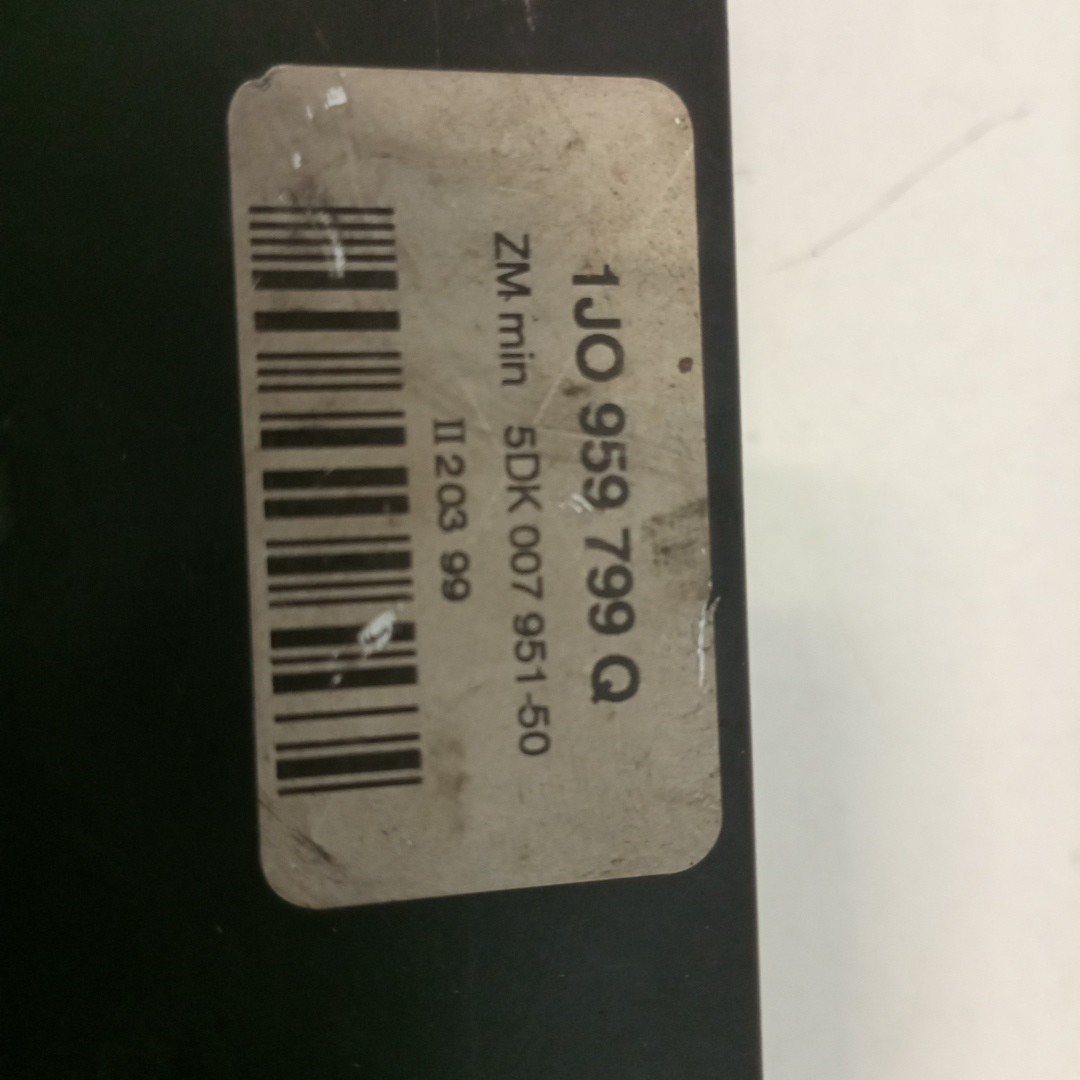 1JO 959 799 Q
ZM min 5DK 007 951-50
II 203 99